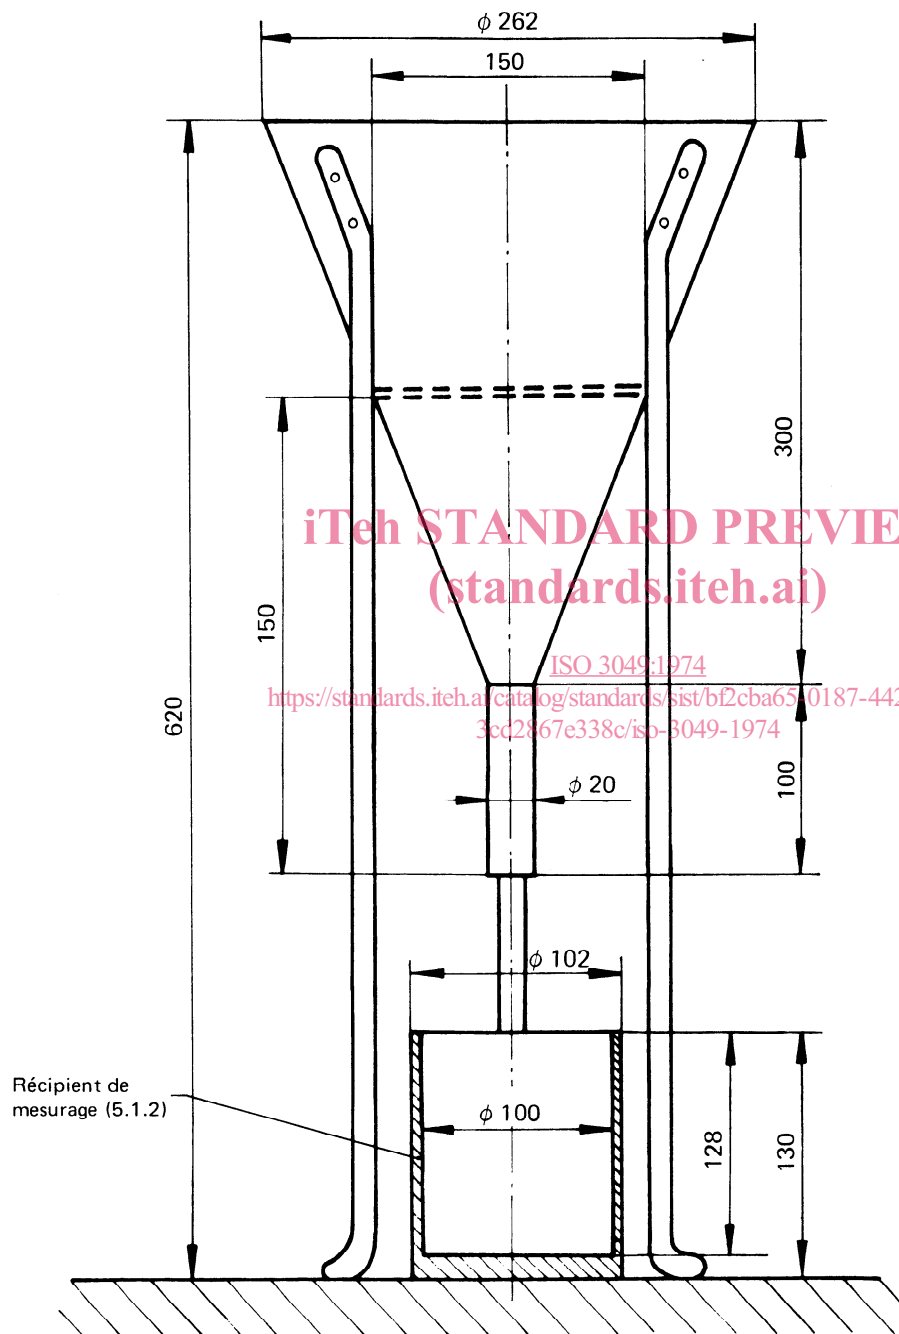 ϕ 262
150
300
iTeh STANDARD PREVIE
(standards.iteh.ai)
150
ISO 3049:1974
https://standards.iteh.ai/catalog/standards/sist/bf2cba65-0187-442
3cd2867e338c/iso-3049-1974
620
100
ϕ 20
ϕ 102
Récipient de
mesurage (5.1.2)
ϕ 100
128
130